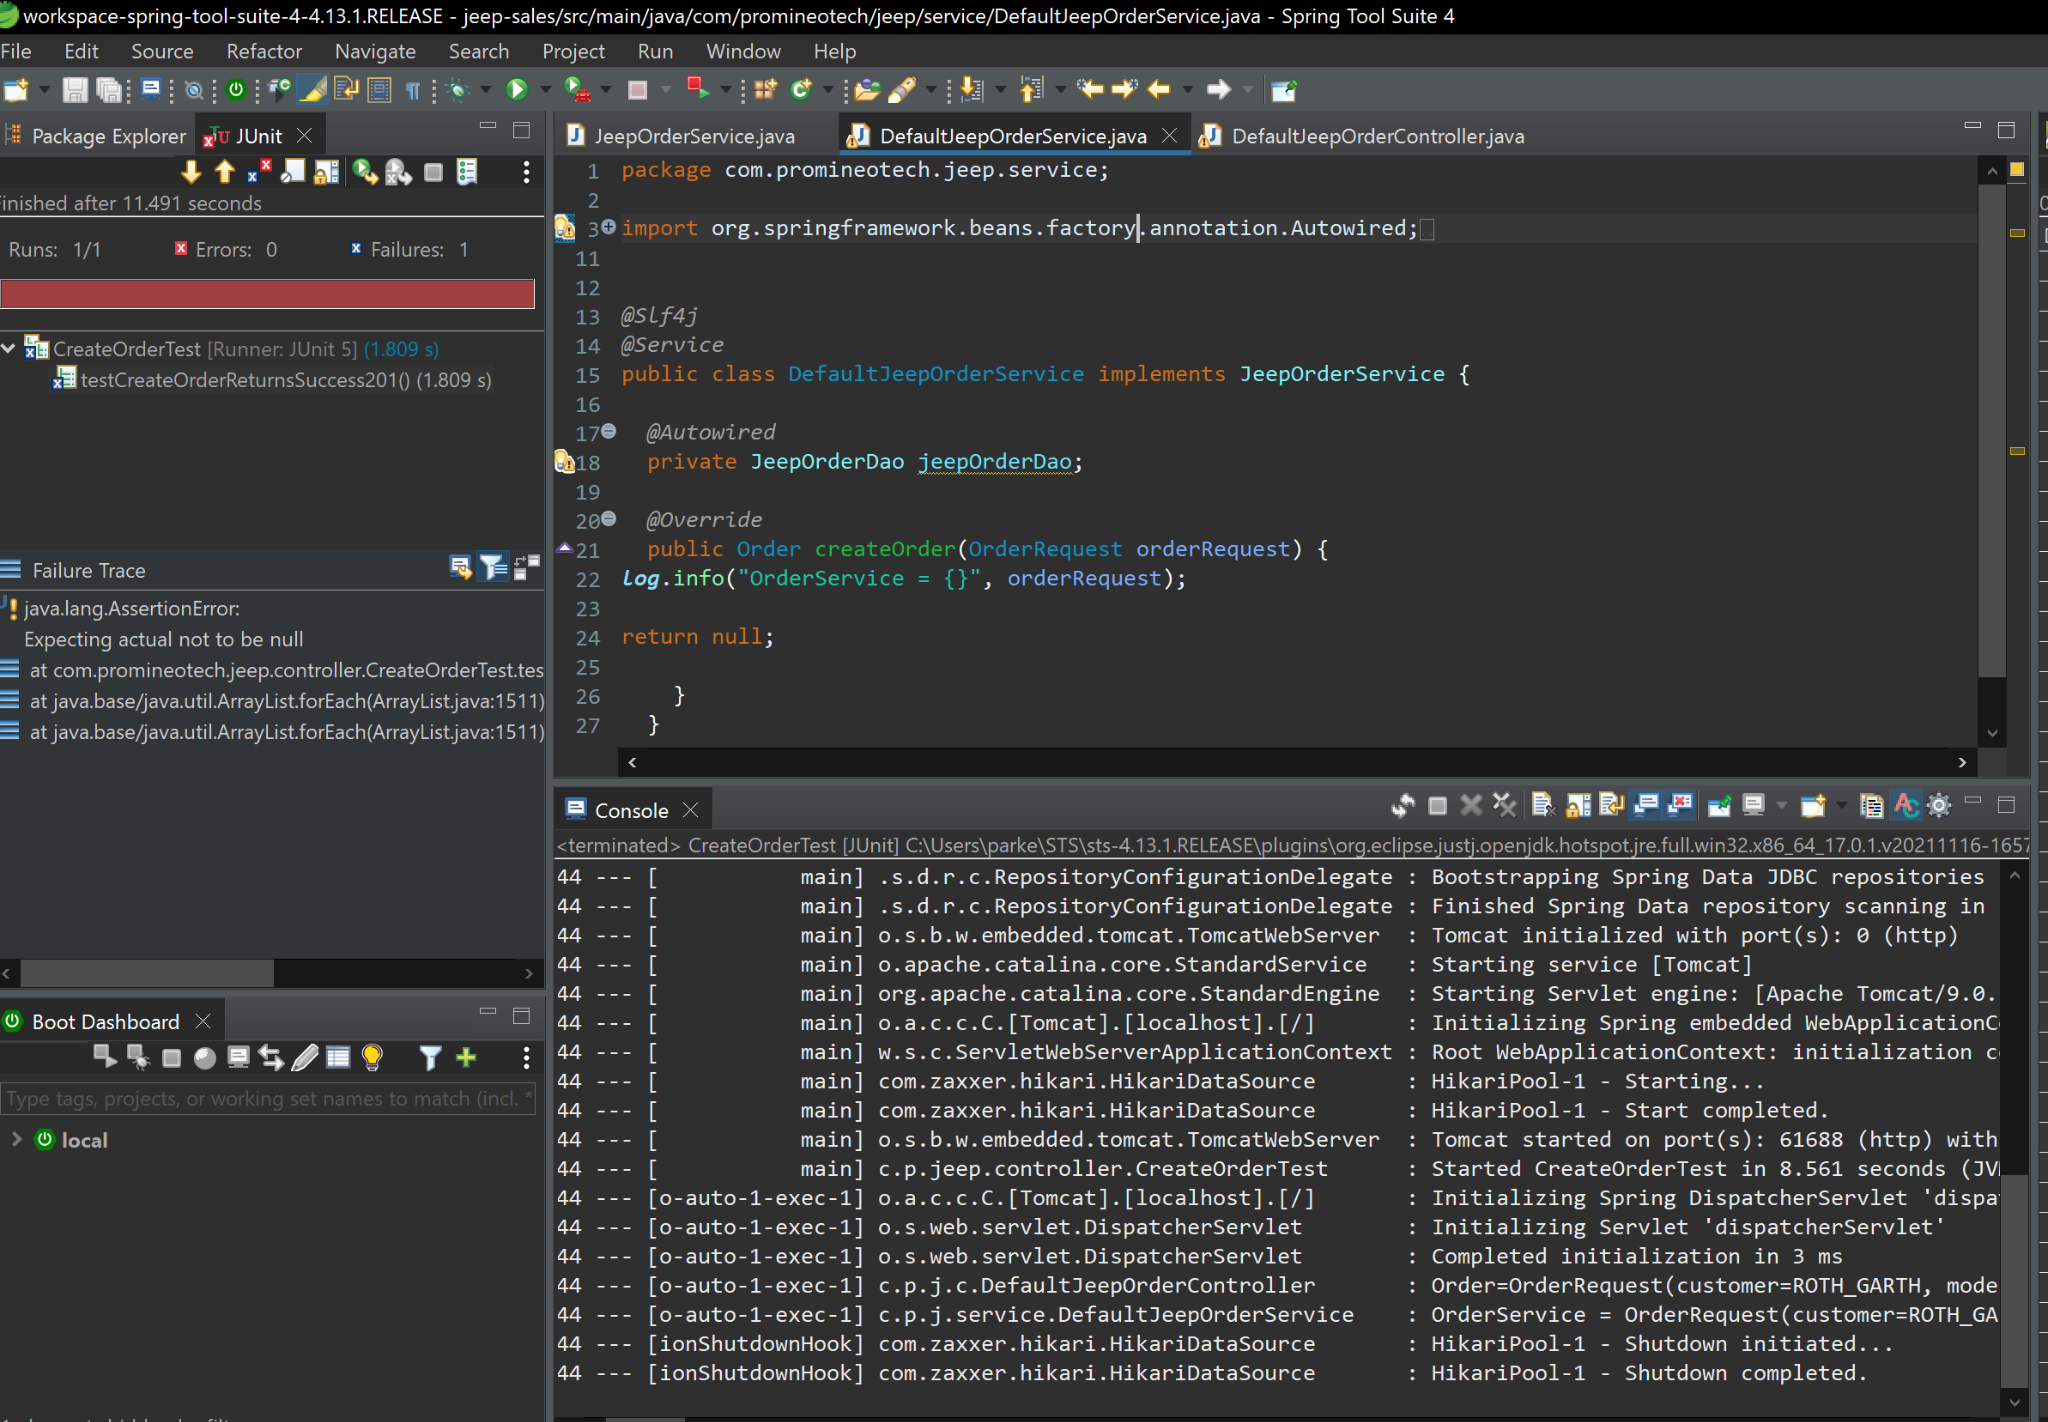 workspace-spring-tool-suite-4-4.13.1.RELEASE - jeep-sales/src/main/java/com/promineotech/jeep/service/DefaultJeepOrderService.java - Spring Tool Suite 4
File Edit Source Refactor Navigate Search Project Run Window Help
Package Explorer
JUnit
inished after 11.491 seconds
Runs: 1/1 Errors: 0 Failures: 1
CreateOrderTest [Runner: JUnit 5] (1.809 s)
testCreateOrderReturnsSuccess201() (1.809 s)
Failure Trace
java.lang.AssertionError:
Expecting actual not to be null
at com.promineotech.jeep.controller.CreateOrderTest.tes
at java.base/java.util.ArrayList.forEach(ArrayList.java:1511)
at java.base/java.util.ArrayList.forEach(ArrayList.java:1511)
Boot Dashboard
Type tags, projects, or working set names to match (incl. *
local
JeepOrderService.java
DefaultJeepOrderService.java
DefaultJeepOrderController.java
1 package com.promineotech.jeep.service;
2
3 import org.springframework.beans.factory.annotation.Autowired;
11
12
13 @Slf4j
14 @Service
15 public class DefaultJeepOrderService implements JeepOrderService {
16
17 @Autowired
18 private JeepOrderDao jeepOrderDao;
19
20 @Override
21 public Order createOrder(OrderRequest orderRequest) {
22 log.info("OrderService = {}", orderRequest);
23
24 return null;
25
26 }
27 }
Console
<terminated> CreateOrderTest [JUnit] C:\Users\parke\STS\sts-4.13.1.RELEASE\plugins\org.eclipse.justj.openjdk.hotspot.jre.full.win32.x86_64_17.0.1.v20211116-1657
44 --- [           main] .s.d.r.c.RepositoryConfigurationDelegate : Bootstrapping Spring Data JDBC repositories
44 --- [           main] .s.d.r.c.RepositoryConfigurationDelegate : Finished Spring Data repository scanning in
44 --- [           main] o.s.b.w.embedded.tomcat.TomcatWebServer  : Tomcat initialized with port(s): 0 (http)
44 --- [           main] o.apache.catalina.core.StandardService   : Starting service [Tomcat]
44 --- [           main] org.apache.catalina.core.StandardEngine  : Starting Servlet engine: [Apache Tomcat/9.0.
44 --- [           main] o.a.c.c.C.[Tomcat].[localhost].[/]       : Initializing Spring embedded WebApplicationC
44 --- [           main] w.s.c.ServletWebServerApplicationContext : Root WebApplicationContext: initialization c
44 --- [           main] com.zaxxer.hikari.HikariDataSource       : HikariPool-1 - Starting...
44 --- [           main] com.zaxxer.hikari.HikariDataSource       : HikariPool-1 - Start completed.
44 --- [           main] o.s.b.w.embedded.tomcat.TomcatWebServer  : Tomcat started on port(s): 61688 (http) with
44 --- [           main] c.p.jeep.controller.CreateOrderTest      : Started CreateOrderTest in 8.561 seconds (JV
44 --- [o-auto-1-exec-1] o.a.c.c.C.[Tomcat].[localhost].[/]       : Initializing Spring DispatcherServlet 'dispa
44 --- [o-auto-1-exec-1] o.s.web.servlet.DispatcherServlet        : Initializing Servlet 'dispatcherServlet'
44 --- [o-auto-1-exec-1] o.s.web.servlet.DispatcherServlet        : Completed initialization in 3 ms
44 --- [o-auto-1-exec-1] c.p.j.c.DefaultJeepOrderController       : Order=OrderRequest(customer=ROTH_GARTH, mode
44 --- [o-auto-1-exec-1] c.p.j.service.DefaultJeepOrderService    : OrderService = OrderRequest(customer=ROTH_GA
44 --- [ionShutdownHook] com.zaxxer.hikari.HikariDataSource       : HikariPool-1 - Shutdown initiated...
44 --- [ionShutdownHook] com.zaxxer.hikari.HikariDataSource       : HikariPool-1 - Shutdown completed.